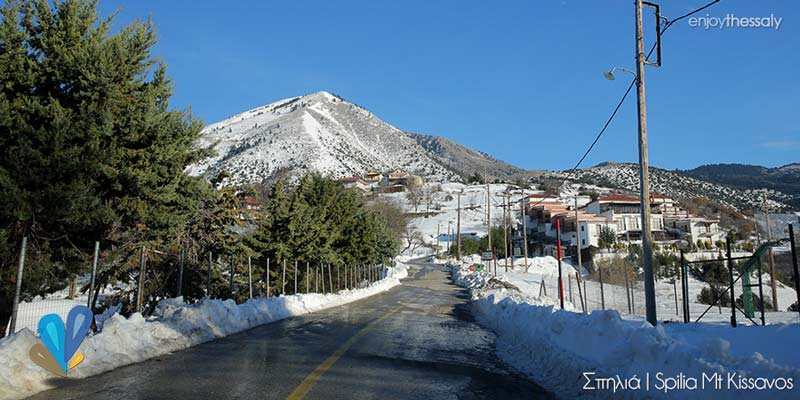 enjoythessaly
Σπηλιά | Spilia Mt Kissavos